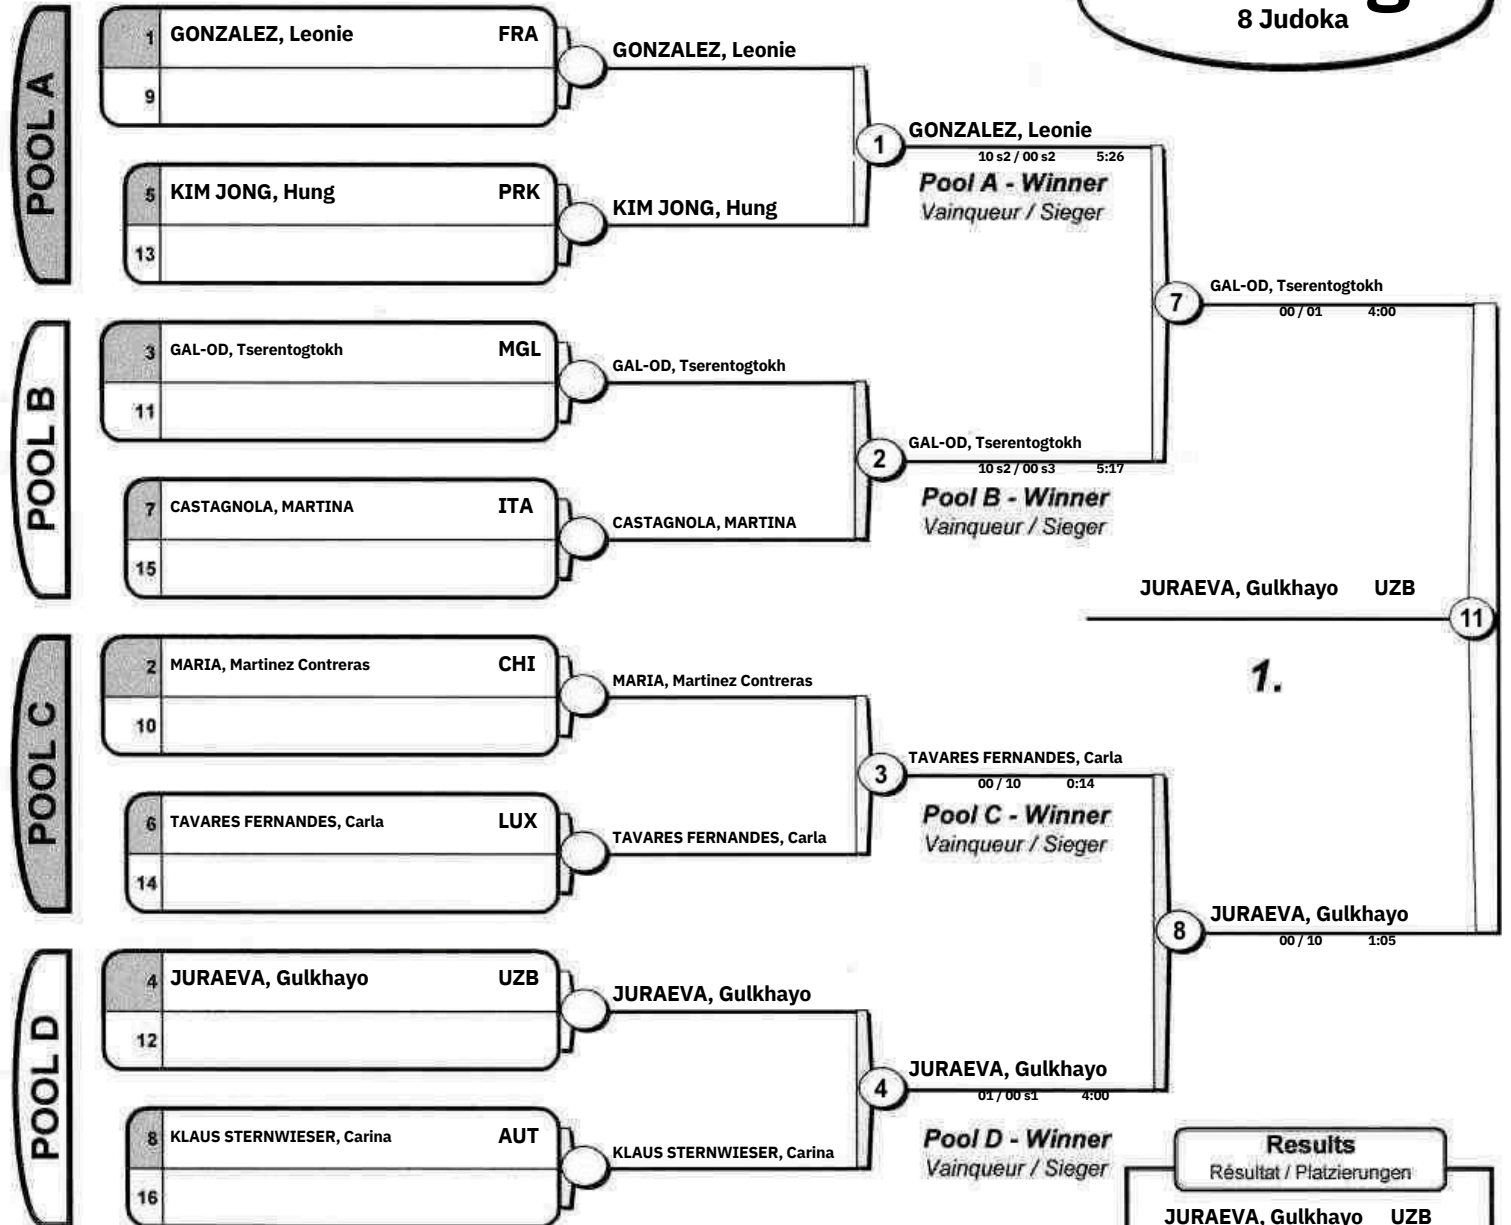 8 Judoka
POOL A
1 GONZALEZ, Leonie FRA
9
GONZALEZ, Leonie
5 KIM JONG, Hung PRK
13
KIM JONG, Hung
1 GONZALEZ, Leonie
10 s2 / 00 s2 5:26
Pool A - Winner
Vainqueur / Sieger
POOL B
3 GAL-OD, Tserentogtokh MGL
11
GAL-OD, Tserentogtokh
7 CASTAGNOLA, MARTINA ITA
15
CASTAGNOLA, MARTINA
2 GAL-OD, Tserentogtokh
10 s2 / 00 s3 5:17
Pool B - Winner
Vainqueur / Sieger
7 GAL-OD, Tserentogtokh
00 / 01 4:00
JURAEVA, Gulkhayo UZB
11
1.
POOL C
2 MARIA, Martinez Contreras CHI
10
MARIA, Martinez Contreras
6 TAVARES FERNANDES, Carla LUX
14
TAVARES FERNANDES, Carla
3 TAVARES FERNANDES, Carla
00 / 10 0:14
Pool C - Winner
Vainqueur / Sieger
8 JURAEVA, Gulkhayo
00 / 10 1:05
POOL D
4 JURAEVA, Gulkhayo UZB
12
JURAEVA, Gulkhayo
8 KLAUS STERNWIESER, Carina AUT
16
KLAUS STERNWIESER, Carina
4 JURAEVA, Gulkhayo
01 / 00 s1 4:00
Pool D - Winner
Vainqueur / Sieger
Results
Résultat / Platzierungen
JURAEVA, Gulkhayo UZB